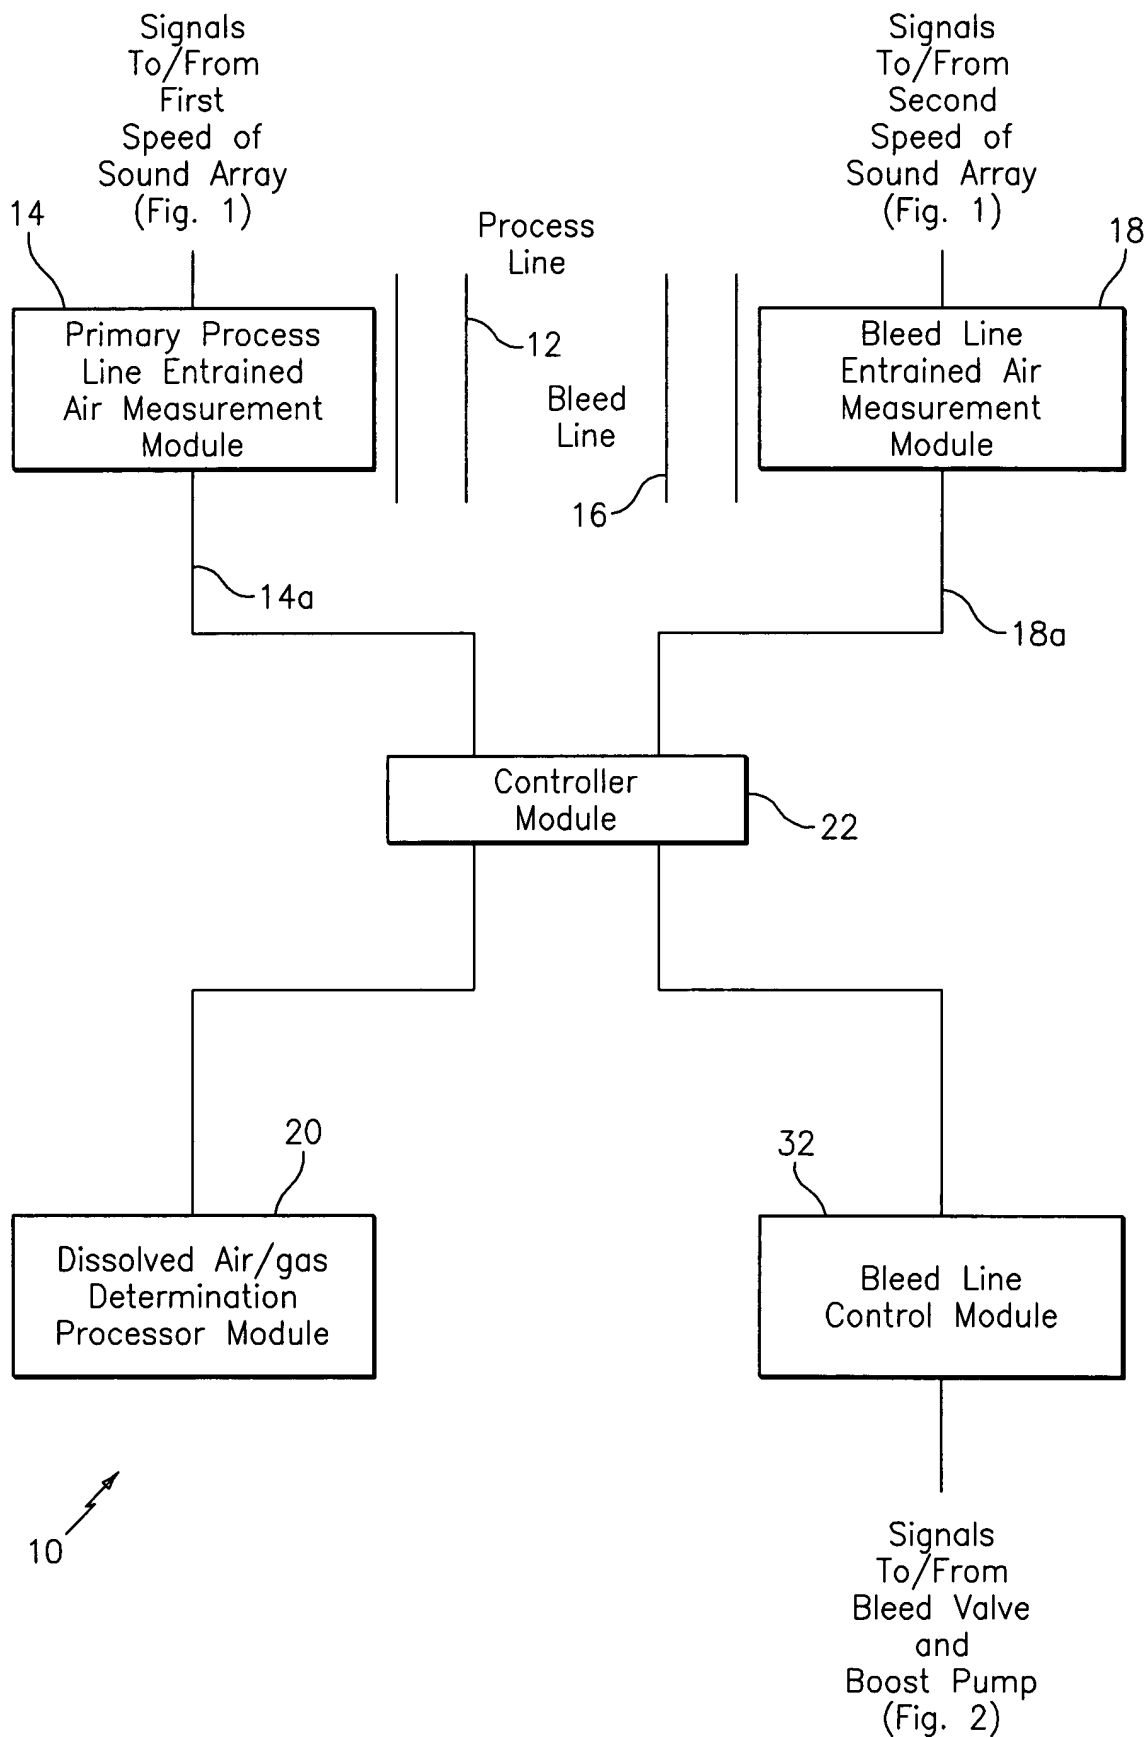 Signals
To/From
First
Speed of
Sound Array
(Fig. 1)
Signals
To/From
Second
Speed of
Sound Array
(Fig. 1)
14
Process
Line
18
Primary Process
Line Entrained
Air Measurement
Module
12
Bleed
Line
16
Bleed Line
Entrained Air
Measurement
Module
14a
18a
Controller
Module
22
20
32
Dissolved Air/gas
Determination
Processor Module
Bleed Line
Control Module
10
Signals
To/From
Bleed Valve
and
Boost Pump
(Fig. 2)